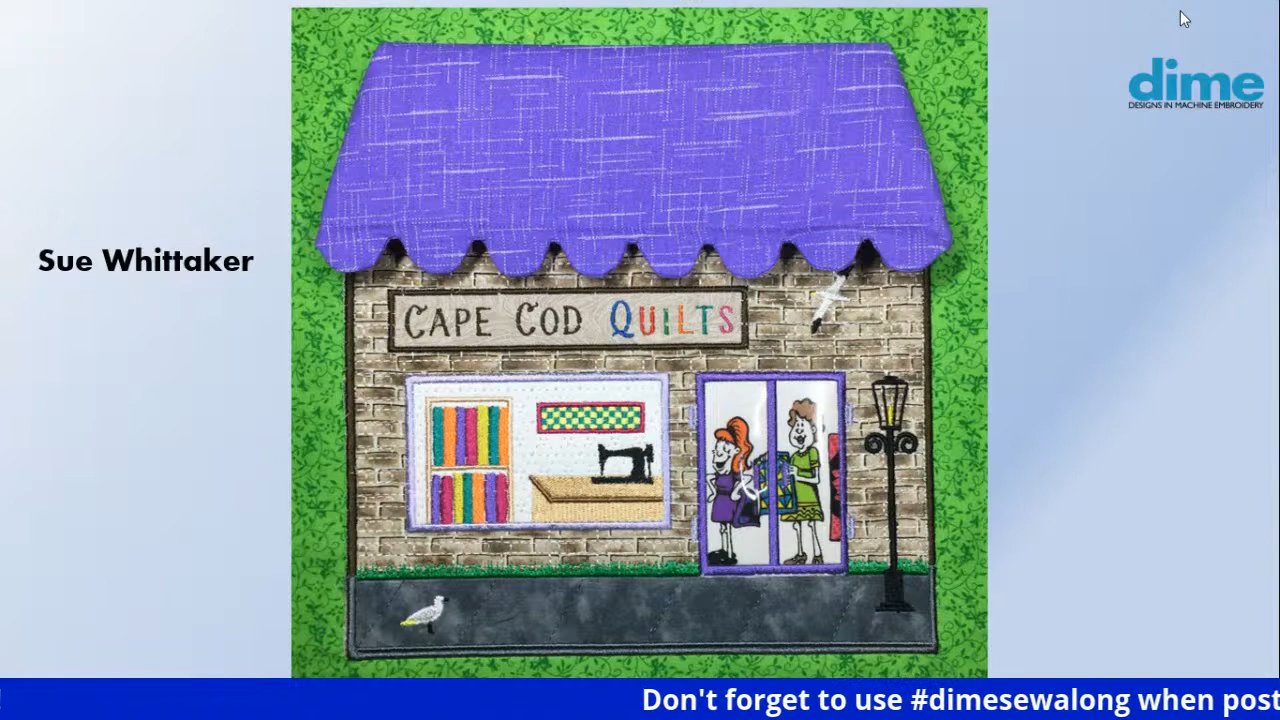 dime
DESIGNS IN MACHINE EMBROIDERY
Sue Whittaker
CAPE COD QUILTS
! Don't forget to use #dimesewalong when post